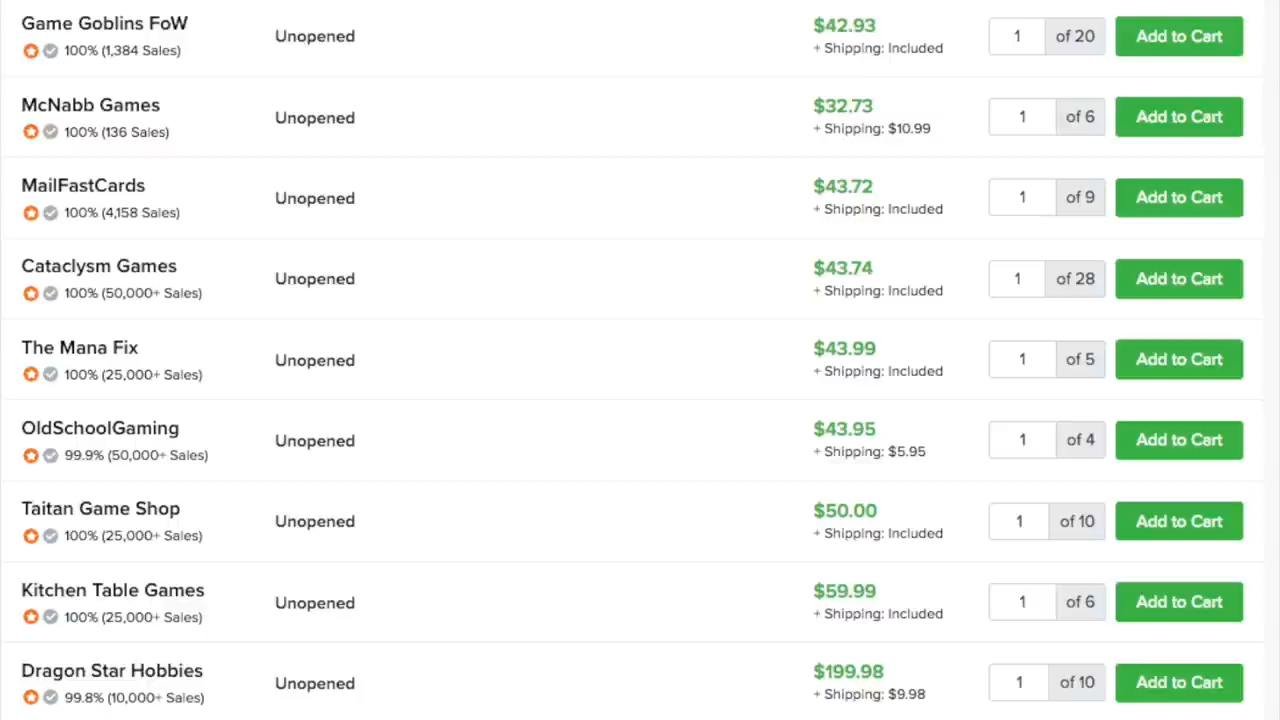 Game Goblins FoW
100% (1,384 Sales)
Unopened
$42.93
+ Shipping: Included
1 of 20
Add to Cart
McNabb Games
100% (136 Sales)
Unopened
$32.73
+ Shipping: $10.99
1 of 6
Add to Cart
MailFastCards
100% (4,158 Sales)
Unopened
$43.72
+ Shipping: Included
1 of 9
Add to Cart
Cataclysm Games
100% (50,000+ Sales)
Unopened
$43.74
+ Shipping: Included
1 of 28
Add to Cart
The Mana Fix
100% (25,000+ Sales)
Unopened
$43.99
+ Shipping: Included
1 of 5
Add to Cart
OldSchoolGaming
99.9% (50,000+ Sales)
Unopened
$43.95
+ Shipping: $5.95
1 of 4
Add to Cart
Taitan Game Shop
100% (25,000+ Sales)
Unopened
$50.00
+ Shipping: Included
1 of 10
Add to Cart
Kitchen Table Games
100% (25,000+ Sales)
Unopened
$59.99
+ Shipping: Included
1 of 6
Add to Cart
Dragon Star Hobbies
99.8% (10,000+ Sales)
Unopened
$199.98
+ Shipping: $9.98
1 of 10
Add to Cart